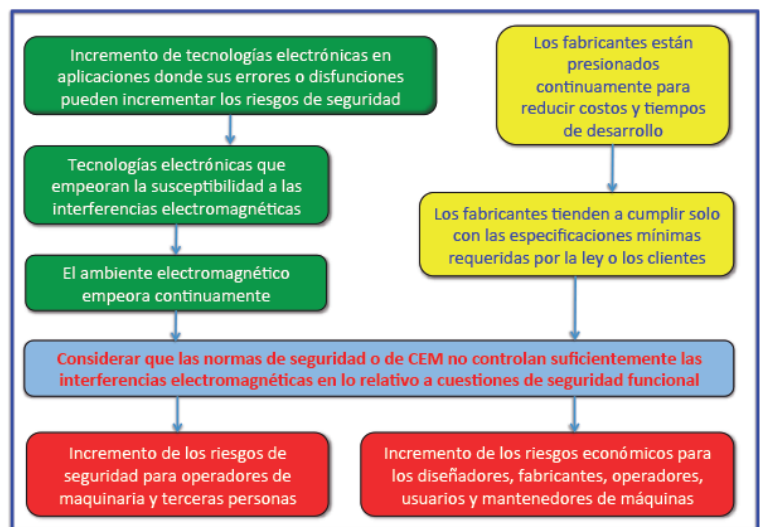 Incremento de tecnologías electrónicas en
aplicaciones donde sus errores o disfunciones
pueden incrementar los riesgos de seguridad
Tecnologías electrónicas que
empeoran la susceptibilidad a las
interferencias electromagnéticas
El ambiente electromagnético
empeora continuamente
Los fabricantes están
presionados
continuamente para
reducir costos y tiempos
de desarrollo
Los fabricantes tienden a cumplir solo
con las especificaciones mínimas
requeridas por la ley o los clientes
Considerar que las normas de seguridad o de CEM no controlan suficientemente las
interferencias electromagnéticas en lo relativo a cuestiones de seguridad funcional
Incremento de los riesgos de
seguridad para operadores de
maquinaria y terceras personas
Incremento de los riesgos económicos para
los diseñadores, fabricantes, operadores,
usuarios y mantenedores de máquinas